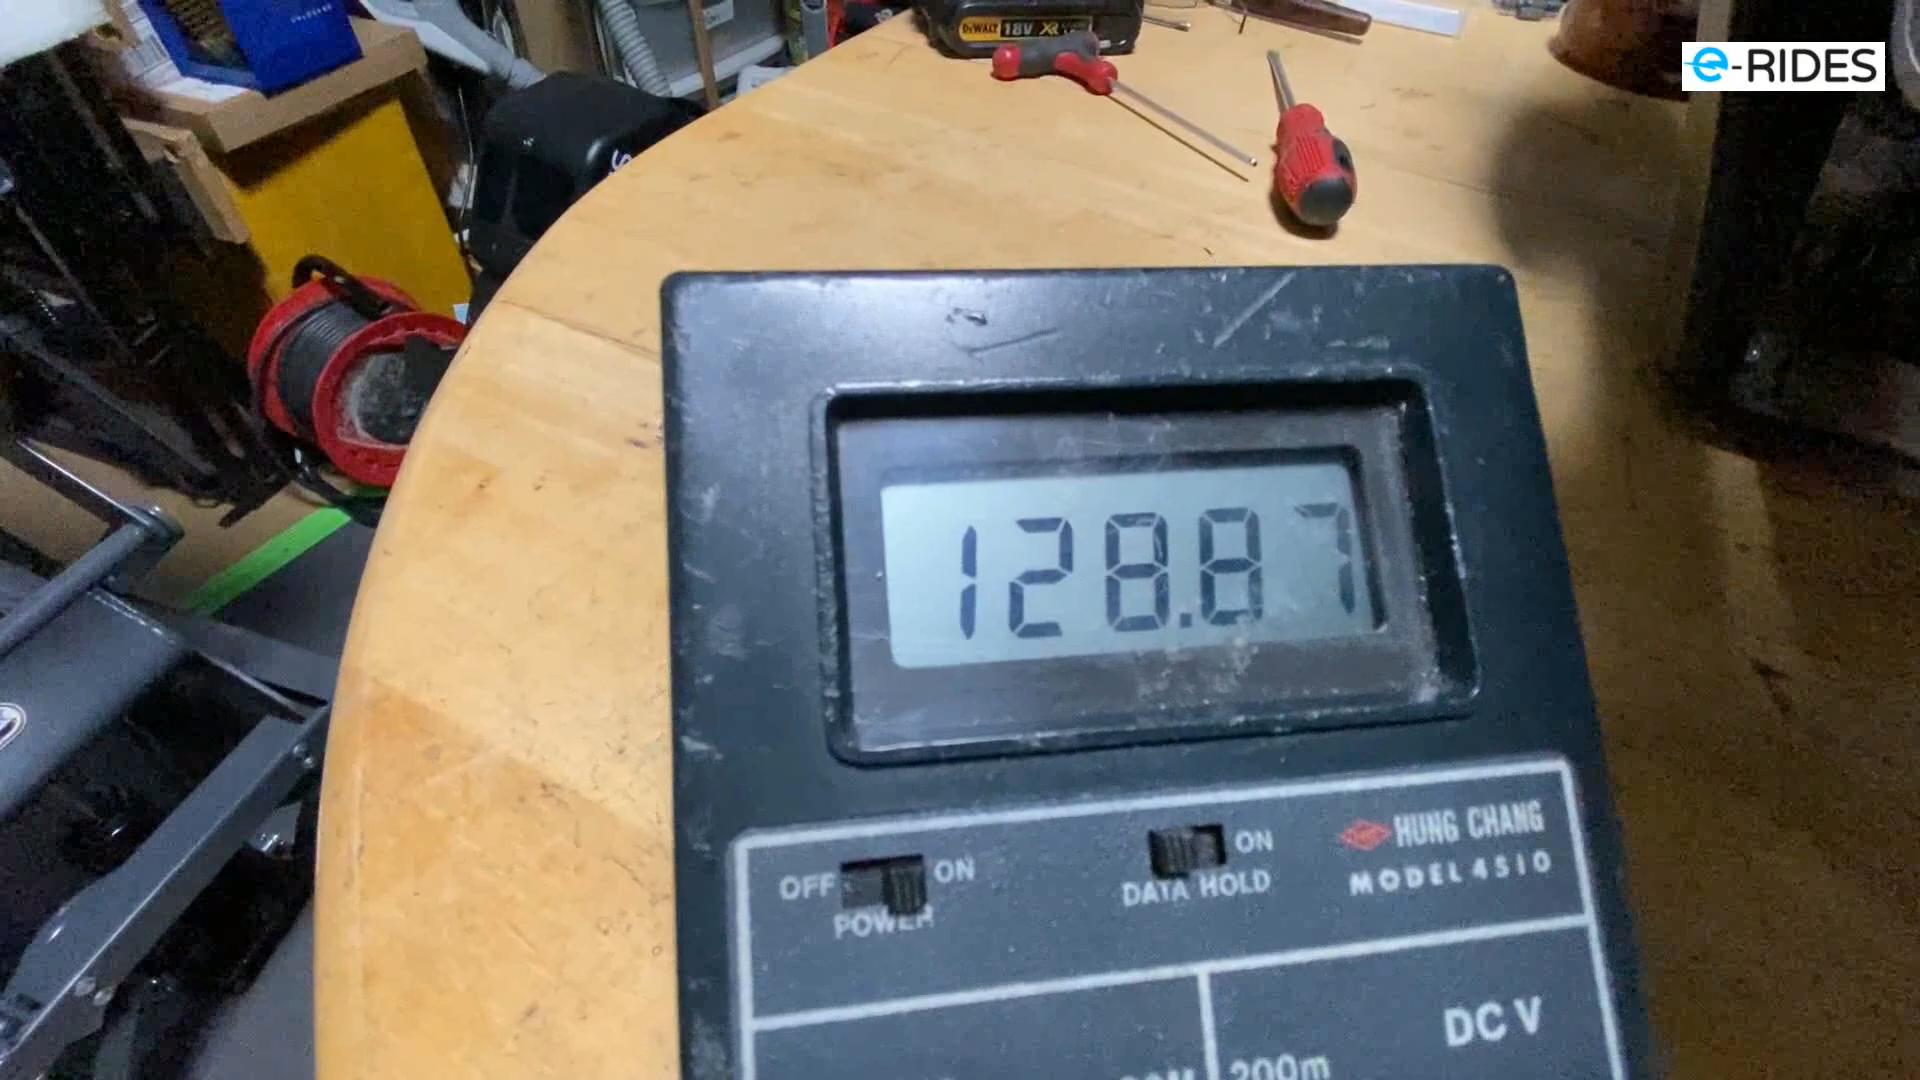 DEWALT 18V XR
e-RIDES
128.87
OFF ON
POWER
ON
DATA HOLD
HUNG CHANG
MODEL 4510
DC V
200m